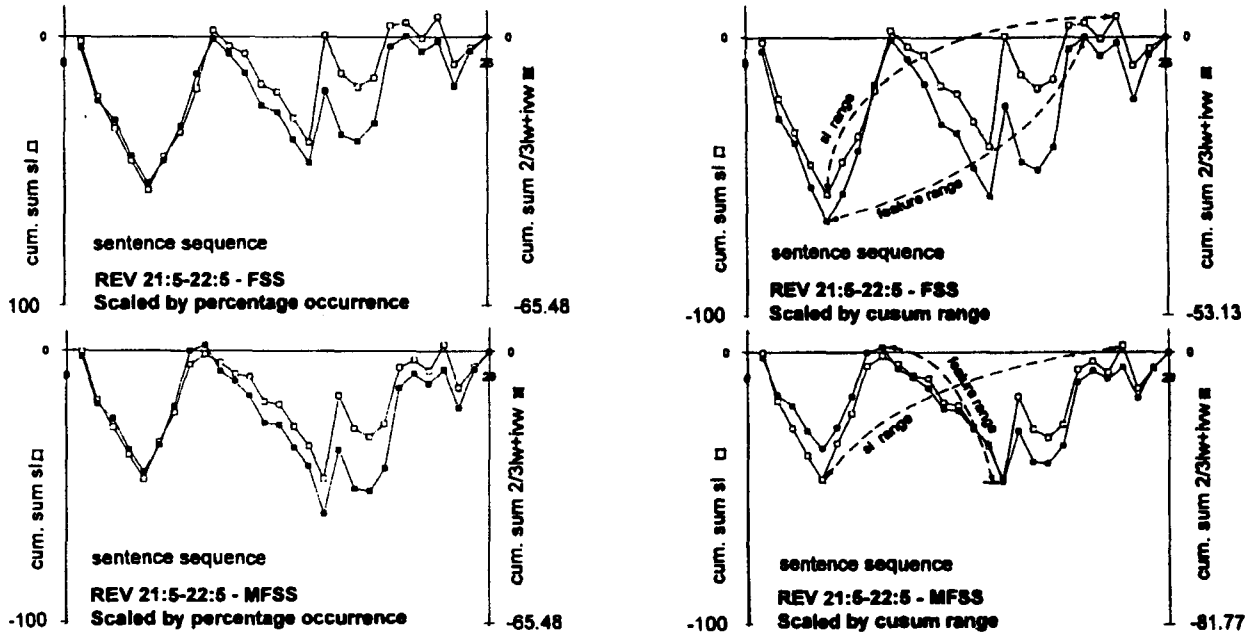 0
0
cum. sum sl □
cum. sum 2/3lw+ivw ⊠
sentence sequence
REV 21:5-22:5 - FSS
Scaled by percentage occurrence
100
-65.48
0
0
cum. sum sl □
cum. sum 2/3lw+ivw ⊠
sl range
feature range
sentence sequence
REV 21:5-22:5 - FSS
Scaled by cusum range
-100
-53.13
0
0
cum. sum sl □
cum. sum 2/3lw+ivw ⊠
sentence sequence
REV 21:5-22:5 - MFSS
Scaled by percentage occurrence
-100
-65.48
0
0
cum. sum sl □
cum. sum 2/3lw+ivw ⊠
feature range
sl range
sentence sequence
REV 21:5-22:5 - MFSS
Scaled by cusum range
-100
-81.77